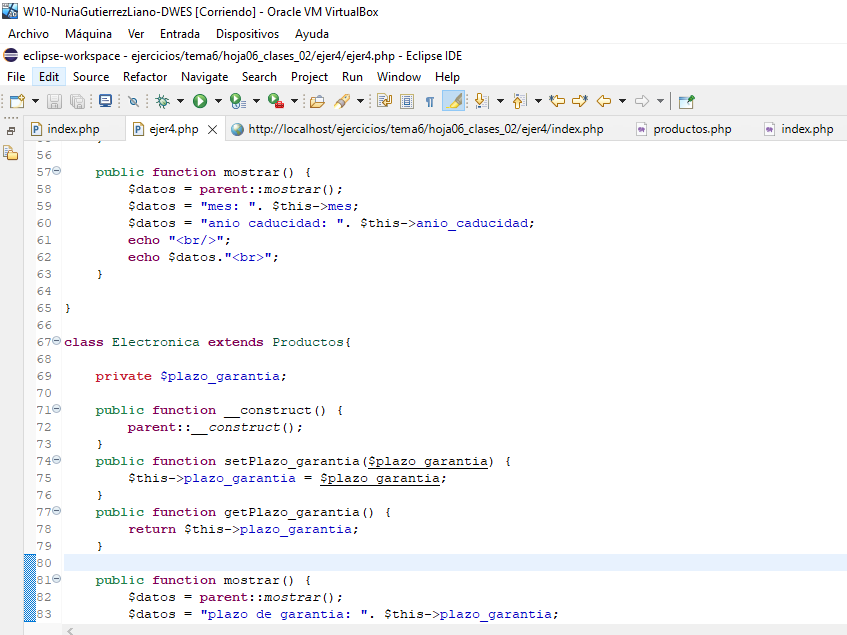 W10-NuriaGutierrezLiano-DWES [Corriendo] - Oracle VM VirtualBox
Archivo Máquina Ver Entrada Dispositivos Ayuda
eclipse-workspace - ejercicios/tema6/hoja06_clases_02/ejer4/ejer4.php - Eclipse IDE
File Edit Source Refactor Navigate Search Project Run Window Help
index.php ejer4.php http://localhost/ejercicios/tema6/hoja06_clases_02/ejer4/index.php productos.php index.php
56
57 public function mostrar() {
58 $datos = parent::mostrar();
59 $datos = "mes: ". $this->mes;
60 $datos = "anio caducidad: ". $this->anio_caducidad;
61 echo "<br/>";
62 echo $datos."<br>";
63 }
64
65 }
66
67 class Electronica extends Productos{
68
69 private $plazo_garantia;
70
71 public function __construct() {
72 parent::__construct();
73 }
74 public function setPlazo_garantia($plazo_garantia) {
75 $this->plazo_garantia = $plazo_garantia;
76 }
77 public function getPlazo_garantia() {
78 return $this->plazo_garantia;
79 }
80
81 public function mostrar() {
82 $datos = parent::mostrar();
83 $datos = "plazo de garantia: ". $this->plazo_garantia;